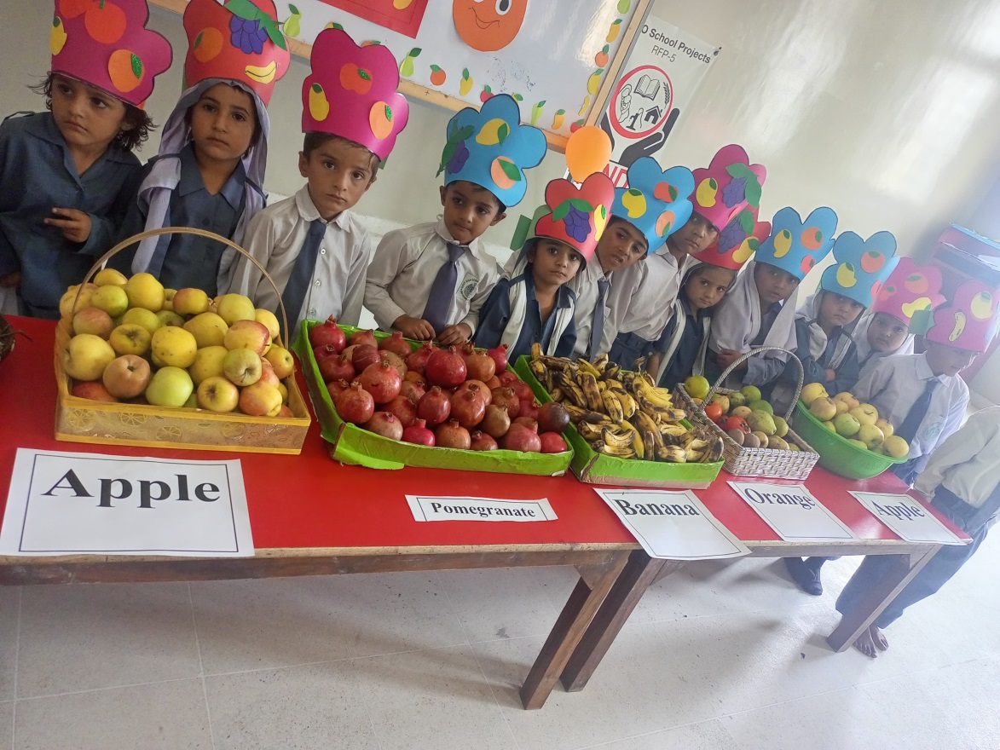 O School Projects
RFP-5
Apple
Pomegranate
Banana
Orange
Apple